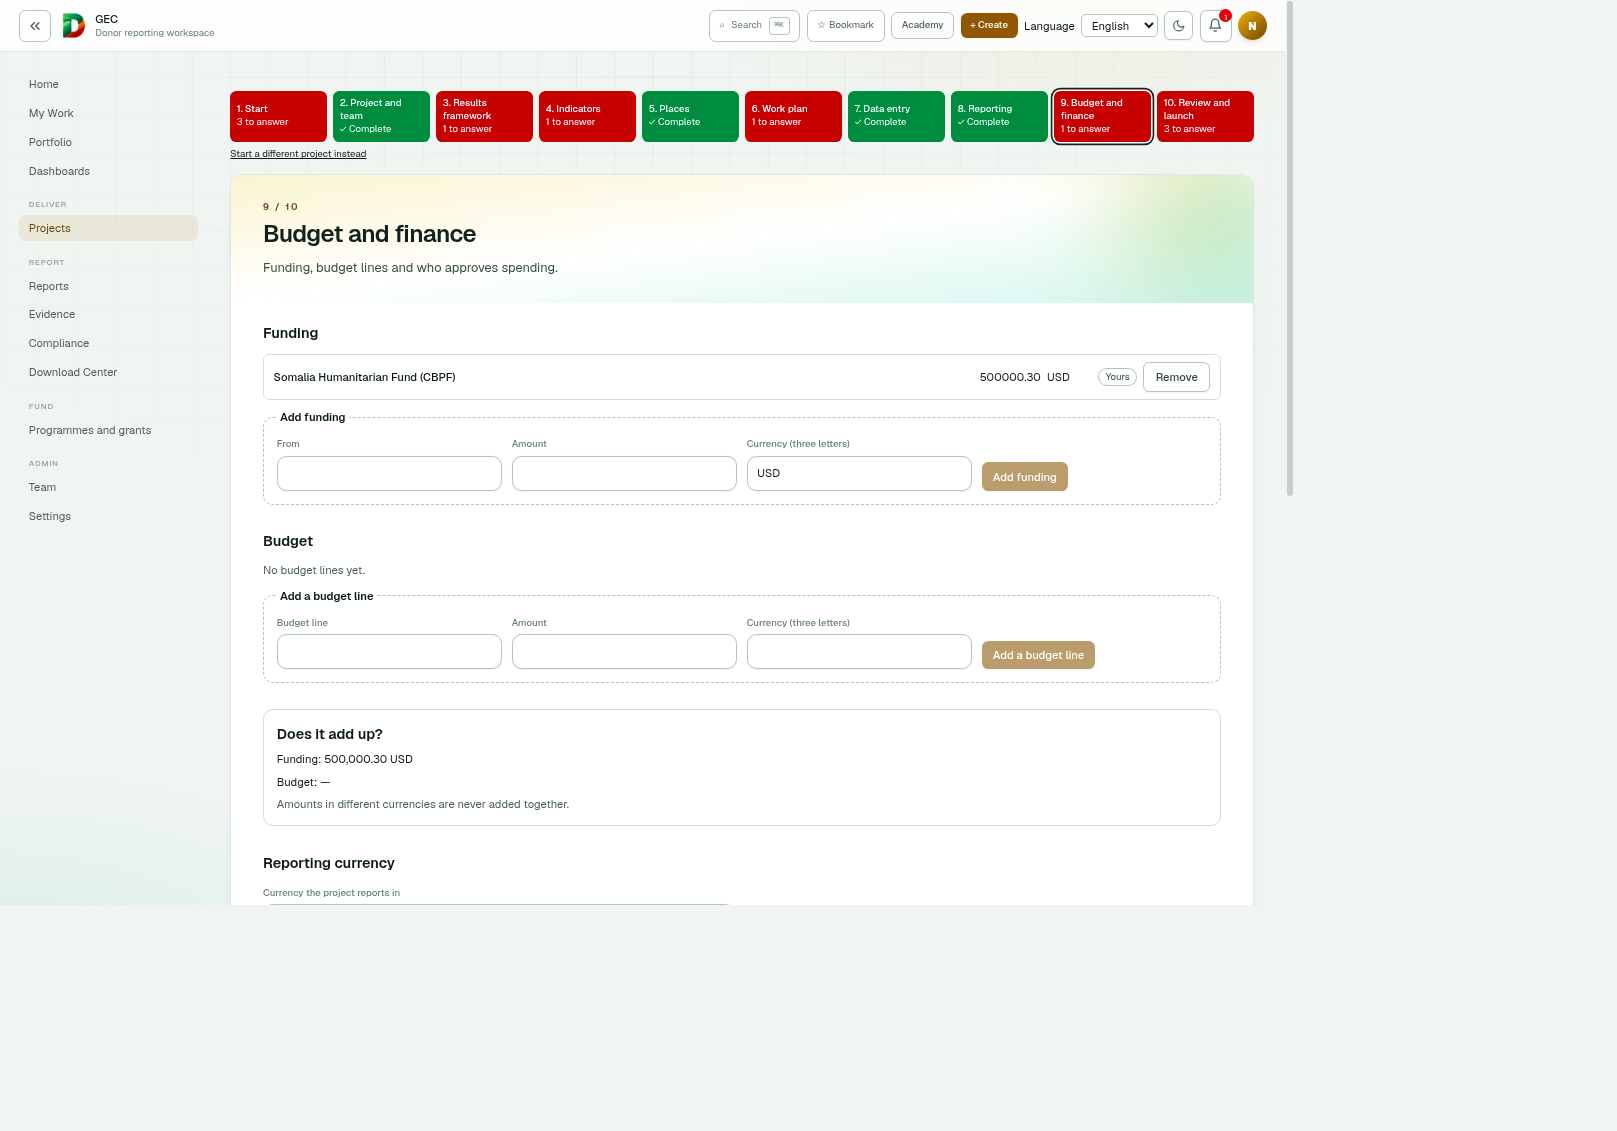 GEC
Donor reporting workspace
Search ⌘K
☆ Bookmark
Academy
+ Create
Language
English
1
N
Home
My Work
Portfolio
Dashboards
DELIVER
Projects
REPORT
Reports
Evidence
Compliance
Download Center
FUND
Programmes and grants
ADMIN
Team
Settings
1. Start
3 to answer
2. Project and team
✓ Complete
3. Results framework
1 to answer
4. Indicators
1 to answer
5. Places
✓ Complete
6. Work plan
1 to answer
7. Data entry
✓ Complete
8. Reporting
✓ Complete
9. Budget and finance
1 to answer
10. Review and launch
3 to answer
Start a different project instead
9 / 10
Budget and finance
Funding, budget lines and who approves spending.
Funding
Somalia Humanitarian Fund (CBPF) 500000.30 USD Yours Remove
Add funding
From Amount Currency (three letters)
USD Add funding
Budget
No budget lines yet.
Add a budget line
Budget line Amount Currency (three letters)
Add a budget line
Does it add up?
Funding: 500,000.30 USD
Budget: —
Amounts in different currencies are never added together.
Reporting currency
Currency the project reports in